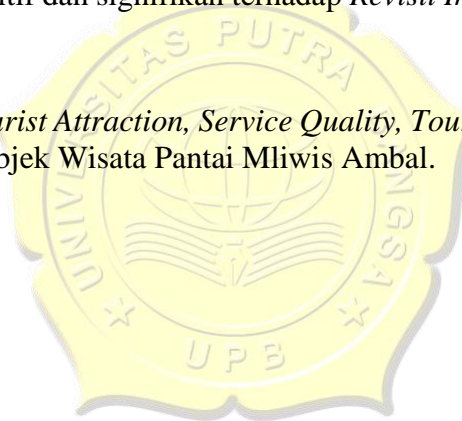 tif dan signifikan terhadap Revisti In
urist Attraction, Service Quality, Tou
bjek Wisata Pantai Mliwis Ambal.
UNIVERSITAS PUTRA BANGSA
UPB